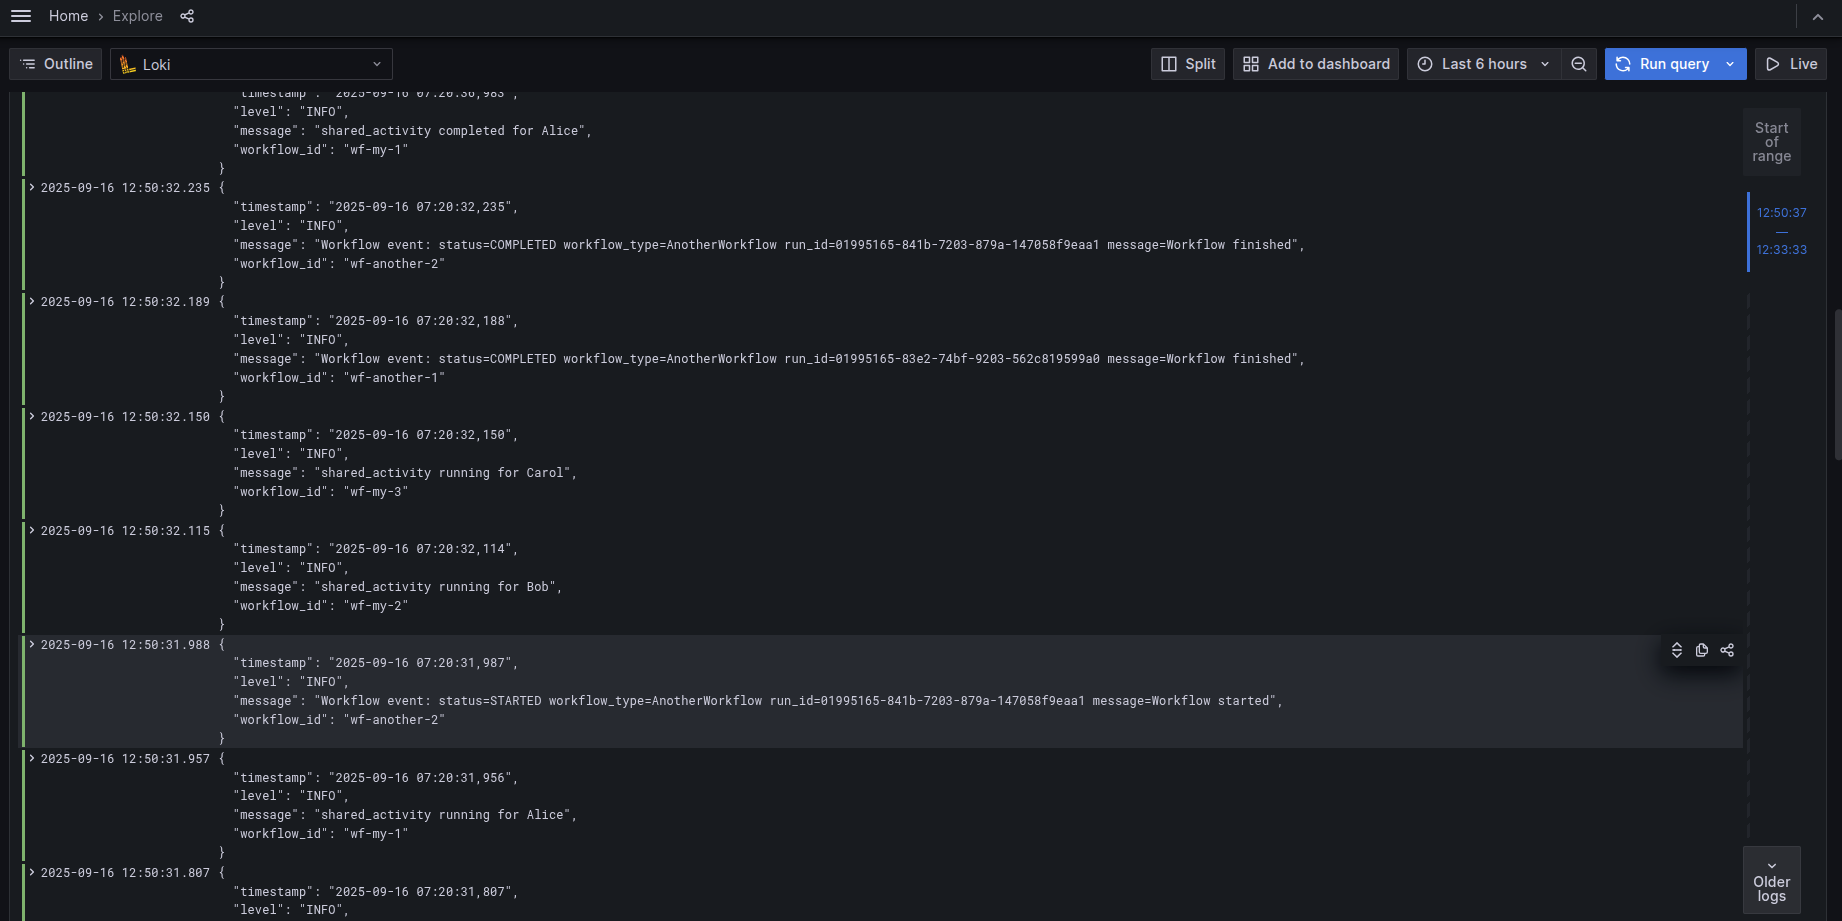 Home › Explore
Outline
Loki
Split
Add to dashboard
Last 6 hours
Run query
Live
"timestamp": "2025-09-16 07:20:36,983",
"level": "INFO",
"message": "shared_activity completed for Alice",
"workflow_id": "wf-my-1"
}
2025-09-16 12:50:32.235 {
"timestamp": "2025-09-16 07:20:32,235",
"level": "INFO",
"message": "Workflow event: status=COMPLETED workflow_type=AnotherWorkflow run_id=01995165-841b-7203-879a-147058f9eaa1 message=Workflow finished",
"workflow_id": "wf-another-2"
}
2025-09-16 12:50:32.189 {
"timestamp": "2025-09-16 07:20:32,188",
"level": "INFO",
"message": "Workflow event: status=COMPLETED workflow_type=AnotherWorkflow run_id=01995165-83e2-74bf-9203-562c819599a0 message=Workflow finished",
"workflow_id": "wf-another-1"
}
2025-09-16 12:50:32.150 {
"timestamp": "2025-09-16 07:20:32,150",
"level": "INFO",
"message": "shared_activity running for Carol",
"workflow_id": "wf-my-3"
}
2025-09-16 12:50:32.115 {
"timestamp": "2025-09-16 07:20:32,114",
"level": "INFO",
"message": "shared_activity running for Bob",
"workflow_id": "wf-my-2"
}
2025-09-16 12:50:31.988 {
"timestamp": "2025-09-16 07:20:31,987",
"level": "INFO",
"message": "Workflow event: status=STARTED workflow_type=AnotherWorkflow run_id=01995165-841b-7203-879a-147058f9eaa1 message=Workflow started",
"workflow_id": "wf-another-2"
}
2025-09-16 12:50:31.957 {
"timestamp": "2025-09-16 07:20:31,956",
"level": "INFO",
"message": "shared_activity running for Alice",
"workflow_id": "wf-my-1"
}
2025-09-16 12:50:31.807 {
"timestamp": "2025-09-16 07:20:31,807",
"level": "INFO",
Start
of
range
12:50:37
—
12:33:33
Older
logs